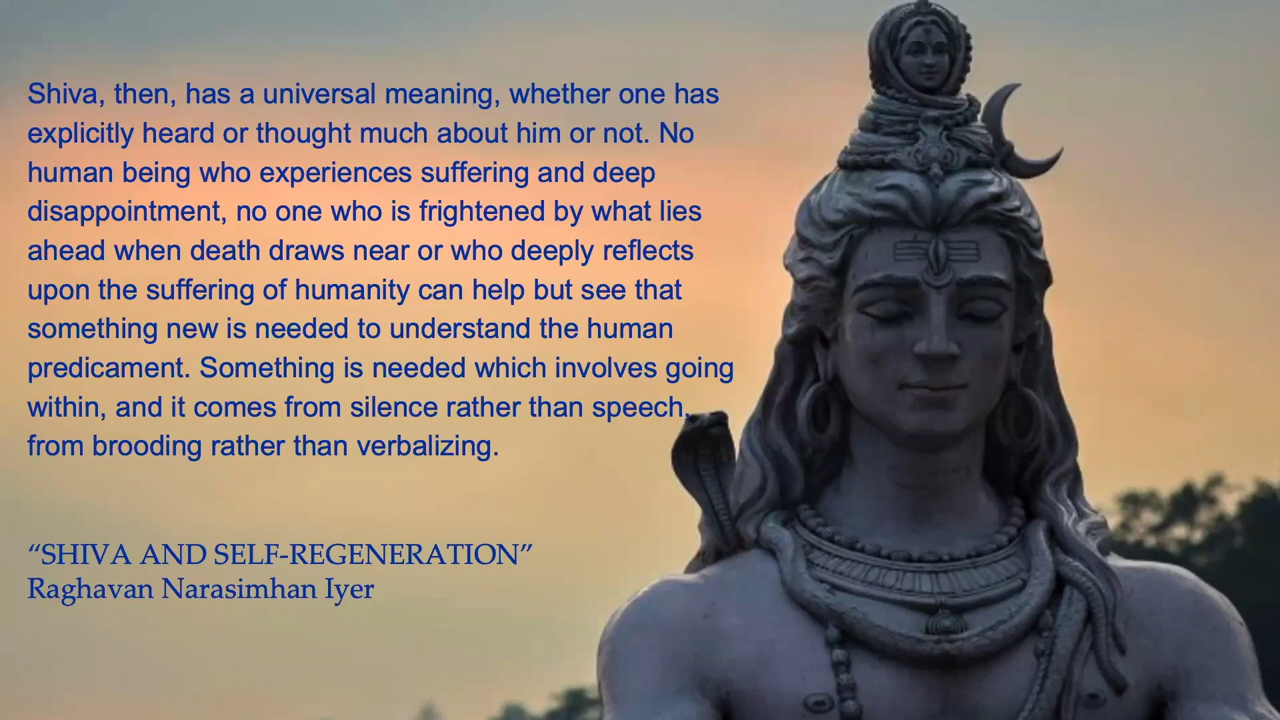 Shiva, then, has a universal meaning, whether one has
explicitly heard or thought much about him or not. No
human being who experiences suffering and deep
disappointment, no one who is frightened by what lies
ahead when death draws near or who deeply reflects
upon the suffering of humanity can help but see that
something new is needed to understand the human
predicament. Something is needed which involves going
within, and it comes from silence rather than speech,
from brooding rather than verbalizing.
“SHIVA AND SELF-REGENERATION”
Raghavan Narasimhan Iyer